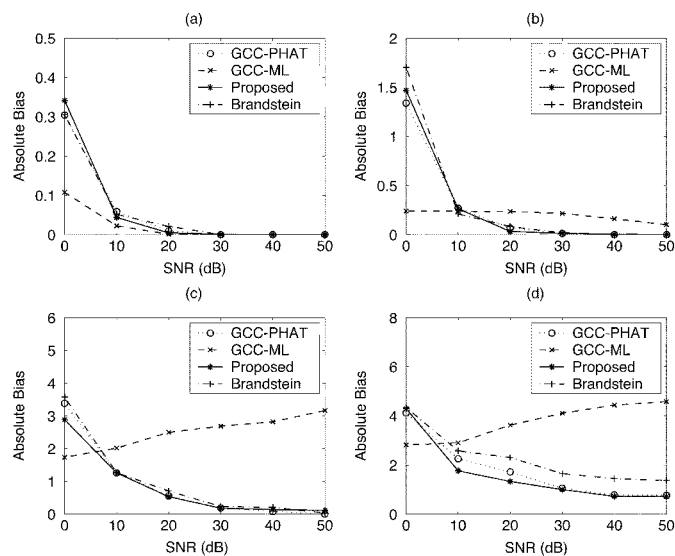 (a)
0.5
0.4
0.3
0.2
0.1
0
Absolute Bias
GCC-PHAT
GCC-ML
Proposed
Brandstein
0 10 20 30 40 50
SNR (dB)
(b)
2
1.5
1
0.5
0
Absolute Bias
GCC-PHAT
GCC-ML
Proposed
Brandstein
0 10 20 30 40 50
SNR (dB)
(c)
6
5
4
3
2
1
0
Absolute Bias
GCC-PHAT
GCC-ML
Proposed
Brandstein
0 10 20 30 40 50
SNR (dB)
(d)
8
6
4
2
0
Absolute Bias
GCC-PHAT
GCC-ML
Proposed
Brandstein
0 10 20 30 40 50
SNR (dB)